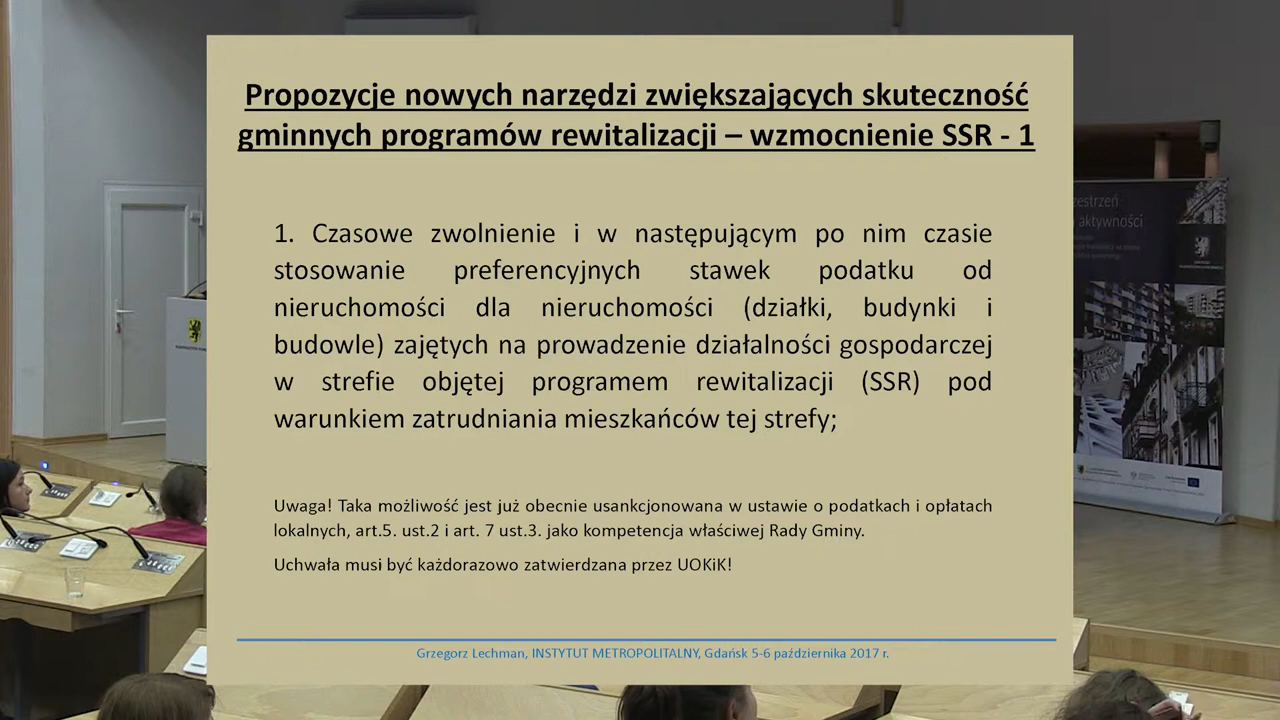 Propozycje nowych narzędzi zwiększających skuteczność
gminnych programów rewitalizacji – wzmocnienie SSR - 1
1. Czasowe zwolnienie i w następującym po nim czasie
stosowanie preferencyjnych stawek podatku od
nieruchomości dla nieruchomości (działki, budynki i
budowle) zajętych na prowadzenie działalności gospodarczej
w strefie objętej programem rewitalizacji (SSR) pod
warunkiem zatrudniania mieszkańców tej strefy;
Uwaga! Taka możliwość jest już obecnie usankcjonowana w ustawie o podatkach i opłatach
lokalnych, art.5. ust.2 i art. 7 ust.3. jako kompetencja właściwej Rady Gminy.
Uchwała musi być każdorazowo zatwierdzana przez UOKiK!
Grzegorz Lechman, INSTYTUT METROPOLITALNY, Gdańsk 5-6 października 2017 r.
aktywności